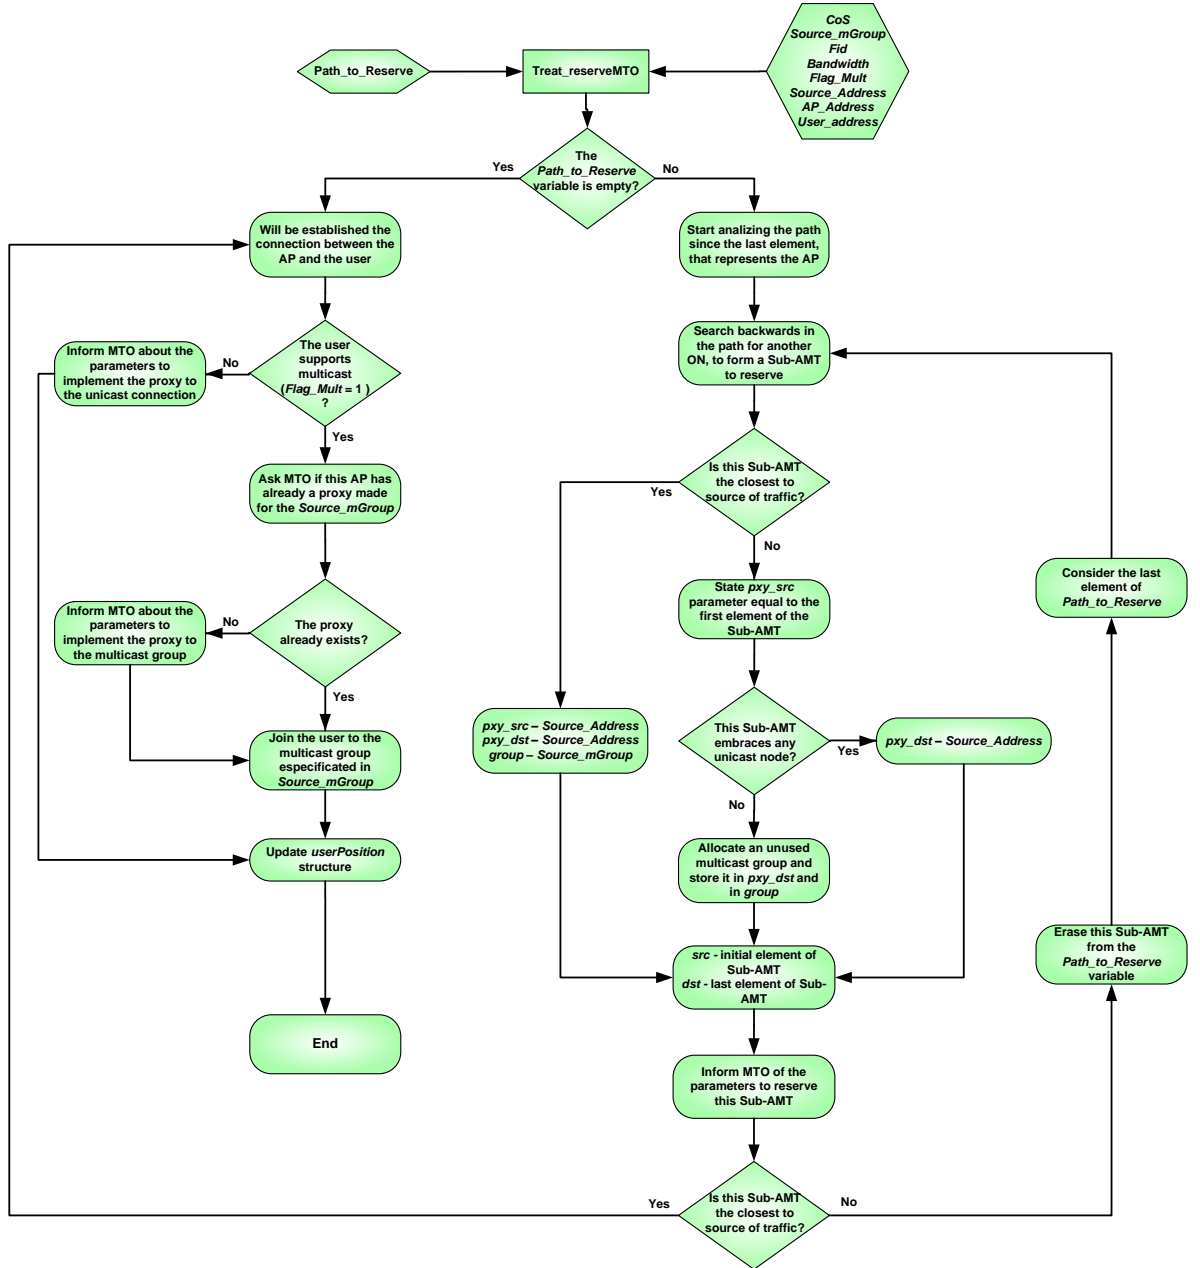 CoS
Source_mGroup
Fid
Bandwidth
Flag_Mult
Source_Address
AP_Address
User_address
Path_to_Reserve
Treat_reserveMTO
The
Path_to_Reserve
variable is empty?
Yes
No
Will be established the
connection between the
AP and the user
Start analizing the path
since the last element,
that represents the AP
Search backwards in
the path for another
ON, to form a Sub-AMT
to reserve
The user
supports
multicast
(Flag_Mult = 1 )
?
No
Inform MTO about the
parameters to
implement the proxy to
the unicast connection
Yes
Ask MTO if this AP has
already a proxy made
for the Source_mGroup
Is this Sub-AMT
the closest to
source of traffic?
Yes
No
State pxy_src
parameter equal to the
first element of the
Sub-AMT
Consider the last
element of
Path_to_Reserve
The proxy
already exists?
No
Inform MTO about the
parameters to
implement the proxy to
the multicast group
Yes
Join the user to the
multicast group
especificated in
Source_mGroup
pxy_src – Source_Address
pxy_dst – Source_Address
group – Source_mGroup
This Sub-AMT
embraces any
unicast node?
Yes
pxy_dst – Source_Address
No
Update userPosition
structure
Allocate an unused
multicast group and
store it in pxy_dst and
in group
Erase this Sub-AMT
from the
Path_to_Reserve
variable
src - initial element of
Sub-AMT
dst - last element of Sub-
AMT
End
Inform MTO of the
parameters to reserve
this Sub-AMT
Is this Sub-AMT
the closest to
source of traffic?
Yes
No